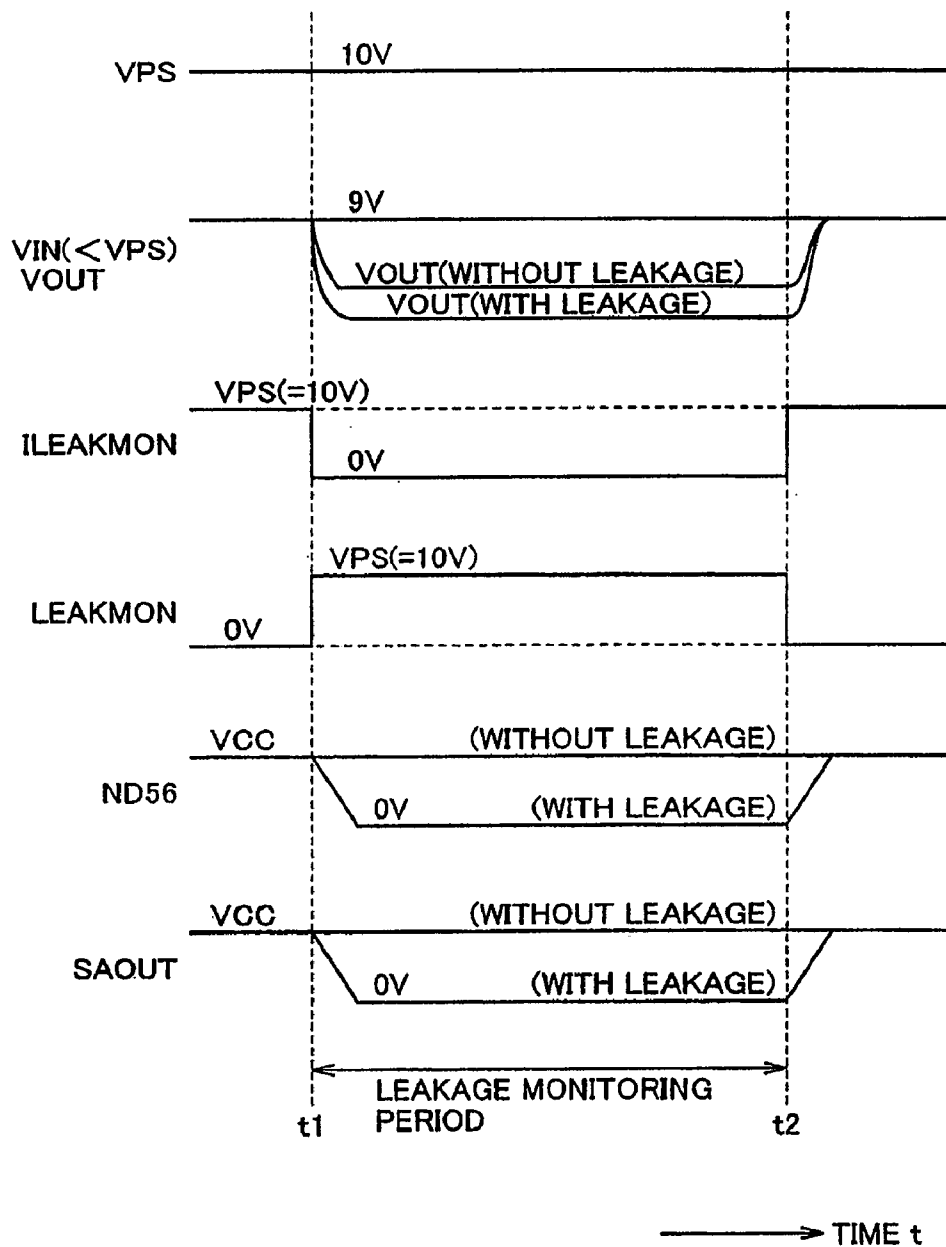 10V
VPS
9V
VIN(<VPS)
VOUT
VOUT(WITHOUT LEAKAGE)
VOUT(WITH LEAKAGE)
VPS(=10V)
ILEAKMON
0V
VPS(=10V)
LEAKMON
0V
VCC (WITHOUT LEAKAGE)
ND56
0V (WITH LEAKAGE)
VCC (WITHOUT LEAKAGE)
SAOUT
0V (WITH LEAKAGE)
LEAKAGE MONITORING
PERIOD
t1 t2
TIME t